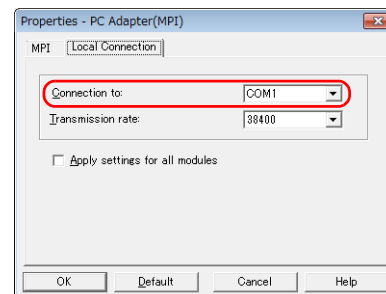 Properties - PC Adapter(MPI)
MPI Local Connection
Connection to: COM1
Transmission rate: 38400
Apply settings for all modules
OK Default Cancel Help